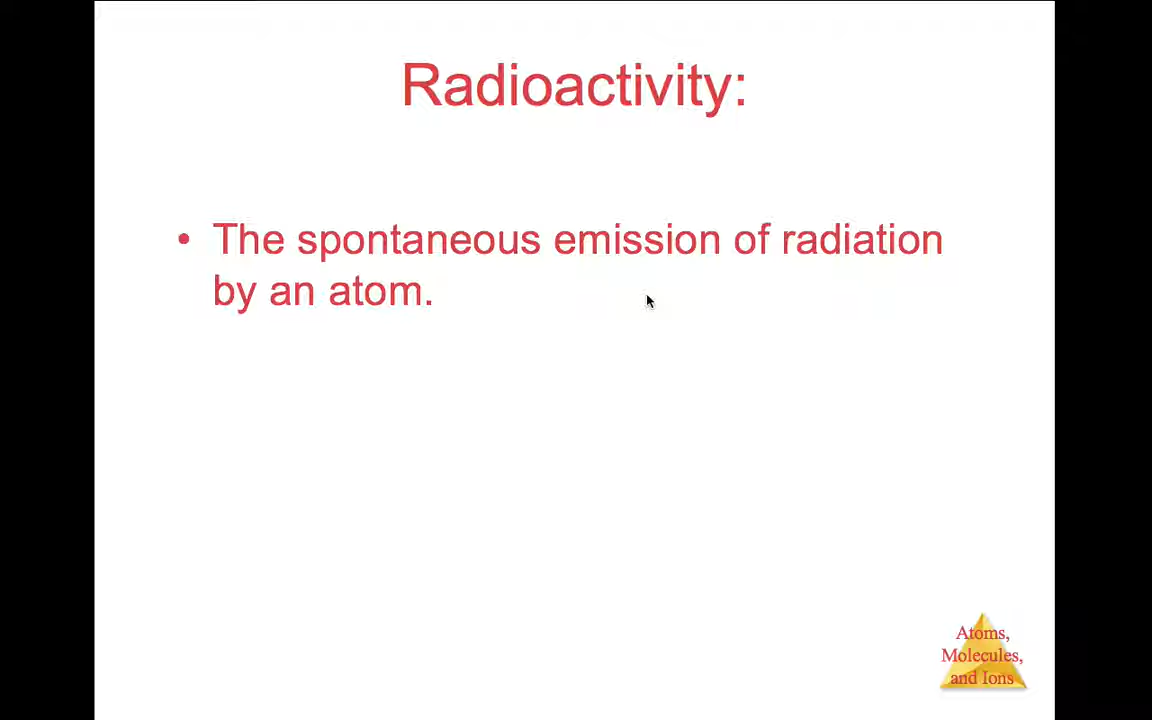 Radioactivity:
• The spontaneous emission of radiation
by an atom.
Atoms,
Molecules,
and Ions